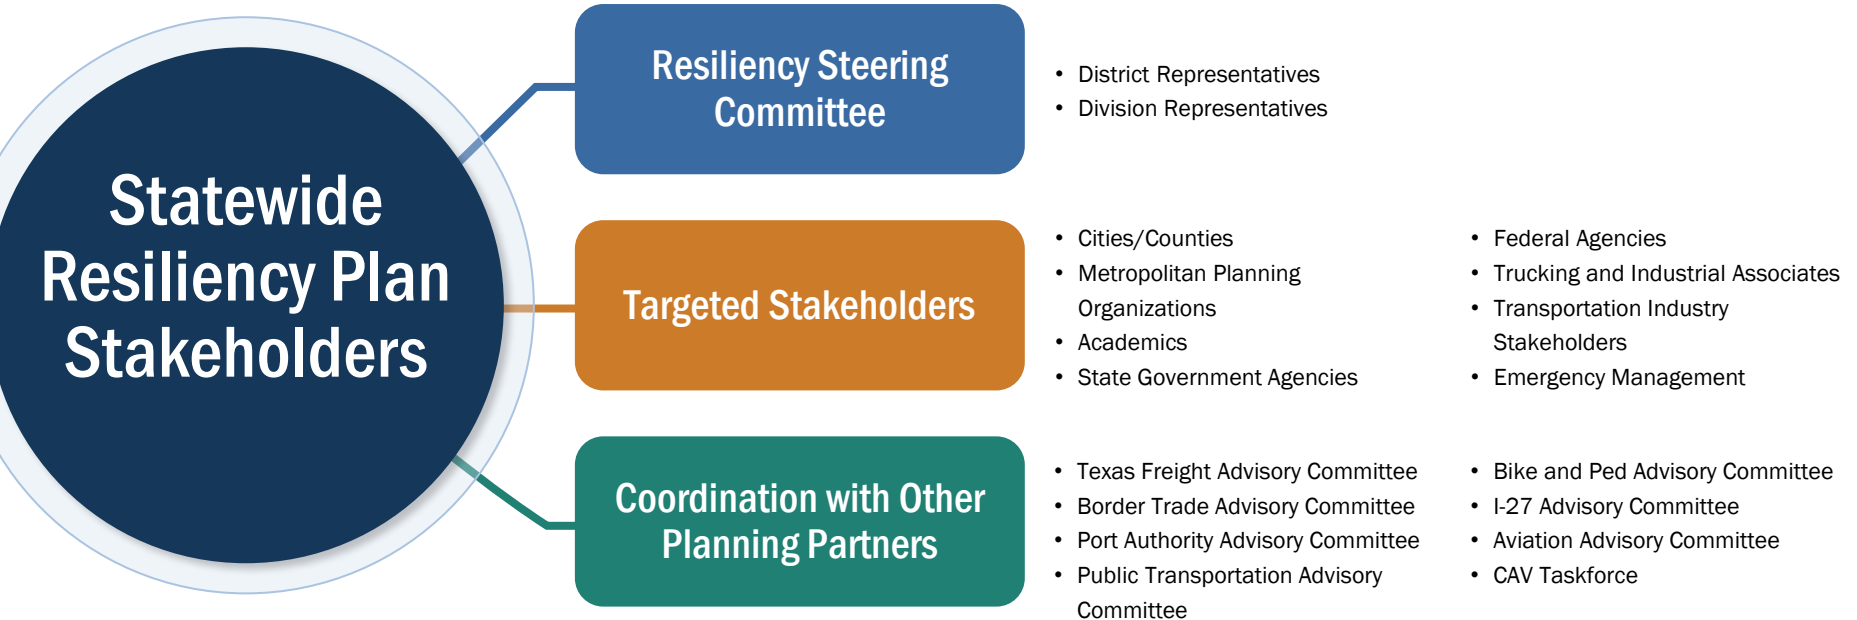 Statewide
Resiliency Plan
Stakeholders
Resiliency Steering
Committee
• District Representatives
• Division Representatives
Targeted Stakeholders
• Cities/Counties
• Metropolitan Planning
Organizations
• Academics
• State Government Agencies
• Federal Agencies
• Trucking and Industrial Associates
• Transportation Industry
Stakeholders
• Emergency Management
Coordination with Other
Planning Partners
• Texas Freight Advisory Committee
• Border Trade Advisory Committee
• Port Authority Advisory Committee
• Public Transportation Advisory
Committee
• Bike and Ped Advisory Committee
• I-27 Advisory Committee
• Aviation Advisory Committee
• CAV Taskforce